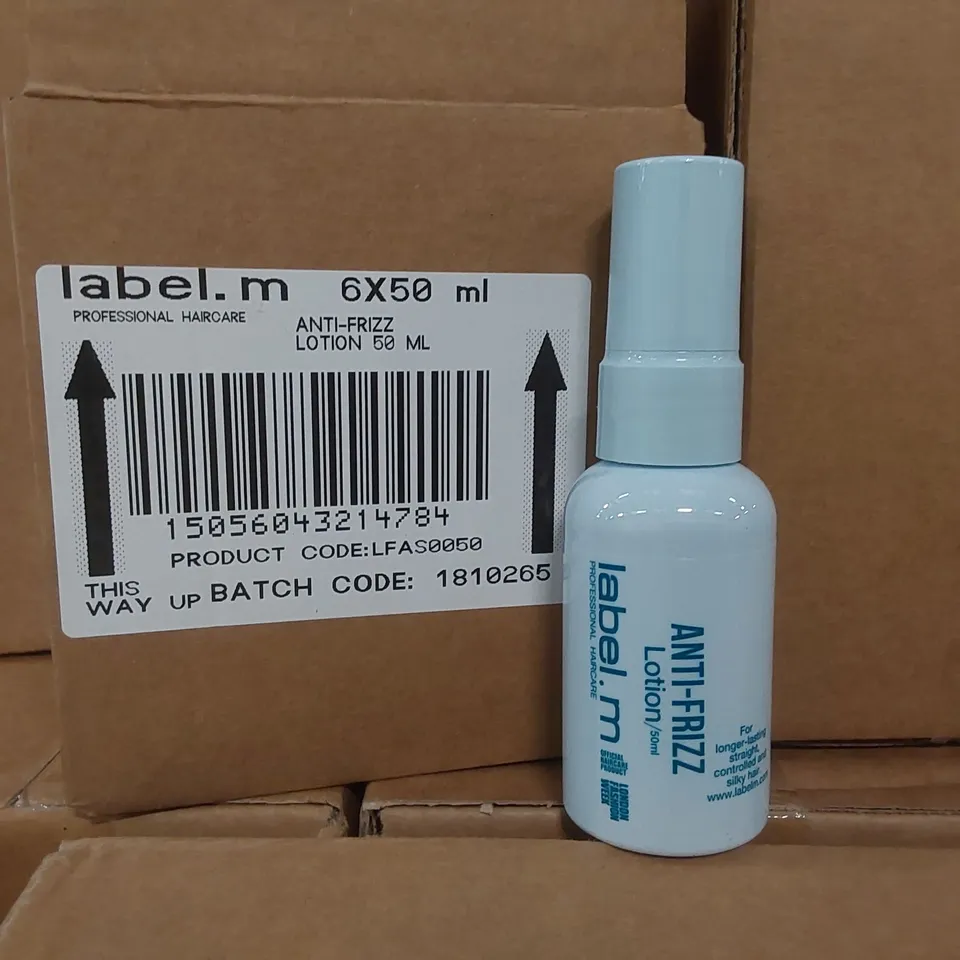 label.m 6X50 ml
PROFESSIONAL HAIRCARE
ANTI-FRIZZ
LOTION 50 ML
15056043214784
PRODUCT CODE:LFAS0050
THIS
WAY UP
BATCH CODE: 1810265
label.m
PROFESSIONAL HAIRCARE
ANTI-FRIZZ
Lotion/50ml
For
longer-lasting
straight,
controlled and
silky hair
www.labelm.com
OFFICIAL
HAIRCARE
PRODUCT
LONDON
FASHION
WEEK